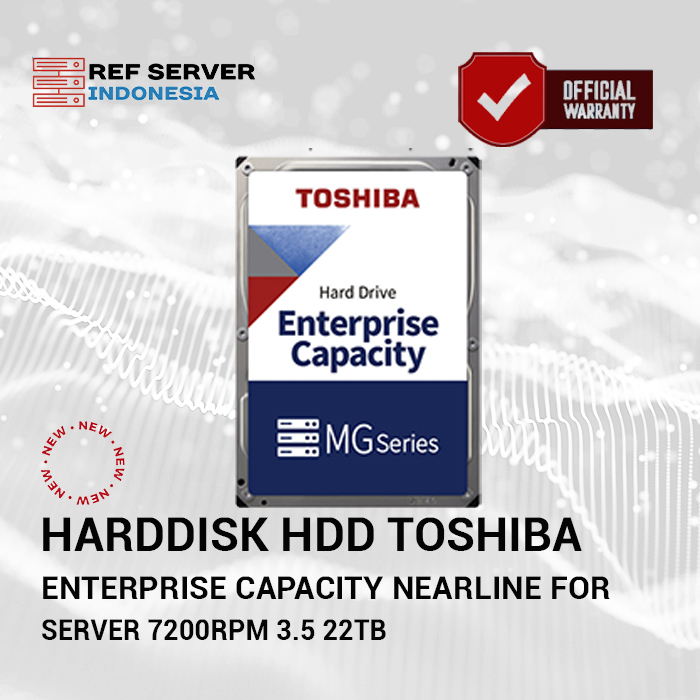 REF SERVER
INDONESIA
OFFICIAL
WARRANTY
TOSHIBA
Hard Drive
Enterprise
Capacity
MG Series
NEW • NEW • NEW • NEW • NEW •
HARDDISK HDD TOSHIBA
ENTERPRISE CAPACITY NEARLINE FOR
SERVER 7200RPM 3.5 22TB